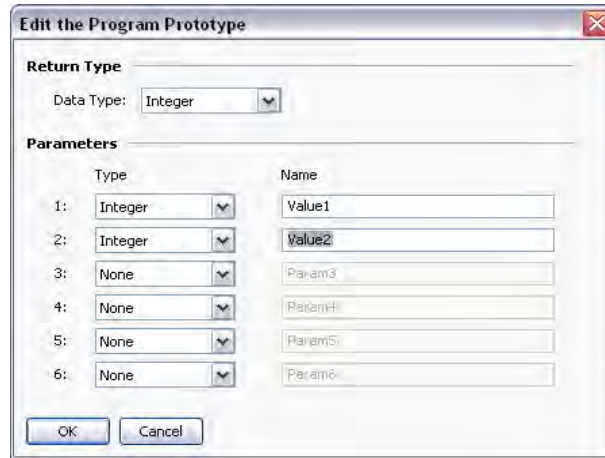 Edit the Program Prototype
Return Type
Data Type: Integer
Parameters
Type Name
1: Integer Value1
2: Integer Value2
3: None Param3
4: None Param4
5: None Param5
6: None Param6
OK Cancel